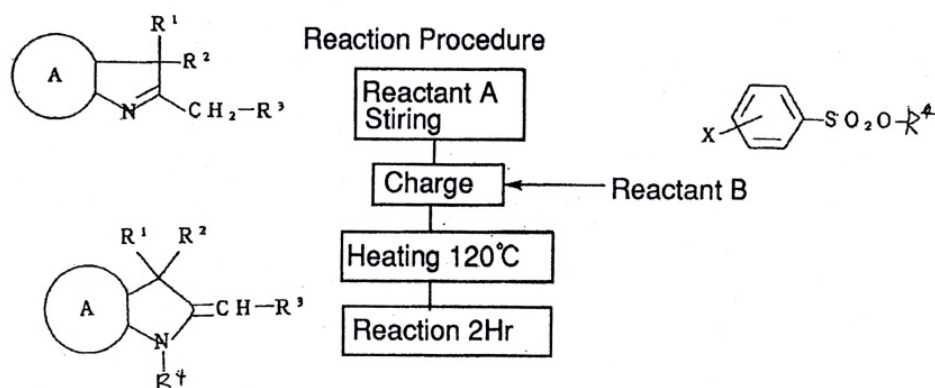 Reaction Procedure
R¹
R²
A
N
CH₂—R³
Reactant A
Stiring
X
SO₂O—R⁴
Charge
Reactant B
Heating 120°C
Reaction 2Hr
R¹ R²
A
CH—R³
N
R⁴